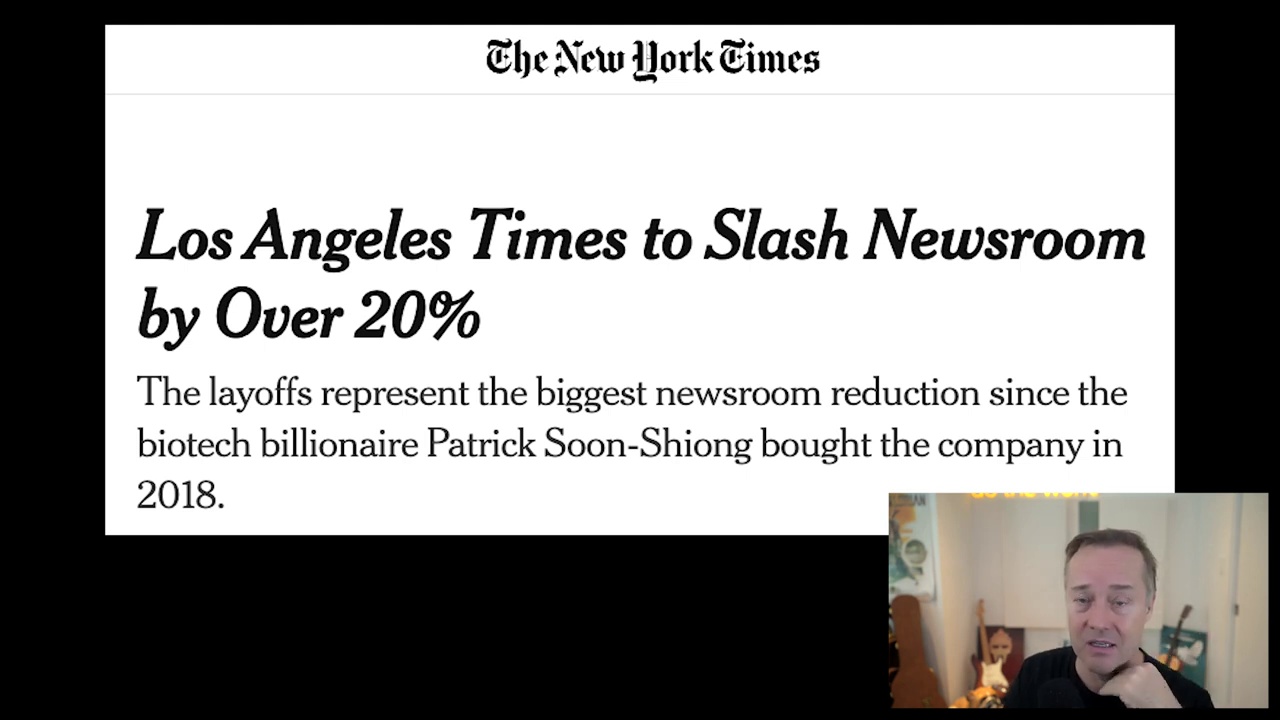 The New York Times
Los Angeles Times to Slash Newsroom
by Over 20%
The layoffs represent the biggest newsroom reduction since the
biotech billionaire Patrick Soon-Shiong bought the company in
2018.